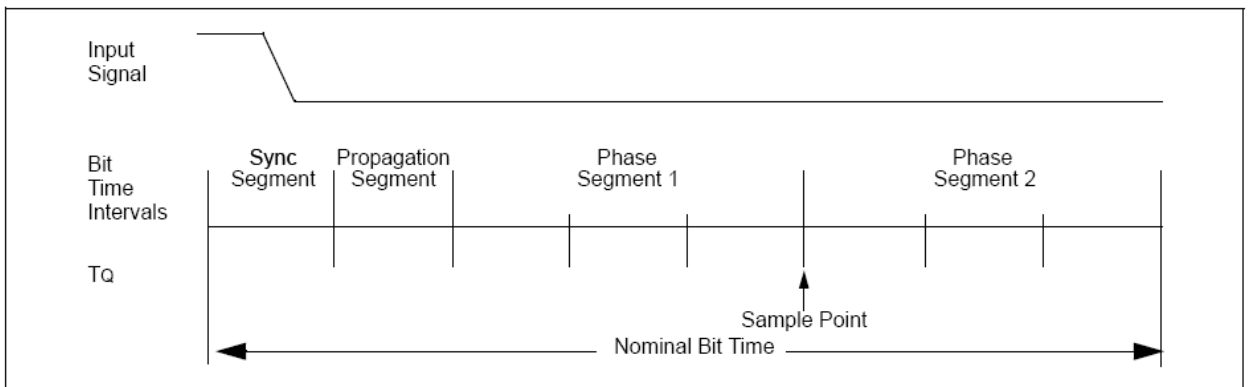 Input
Signal
Bit
Time
Intervals
Sync
Segment
Propagation
Segment
Phase
Segment 1
Phase
Segment 2
TQ
Sample Point
Nominal Bit Time